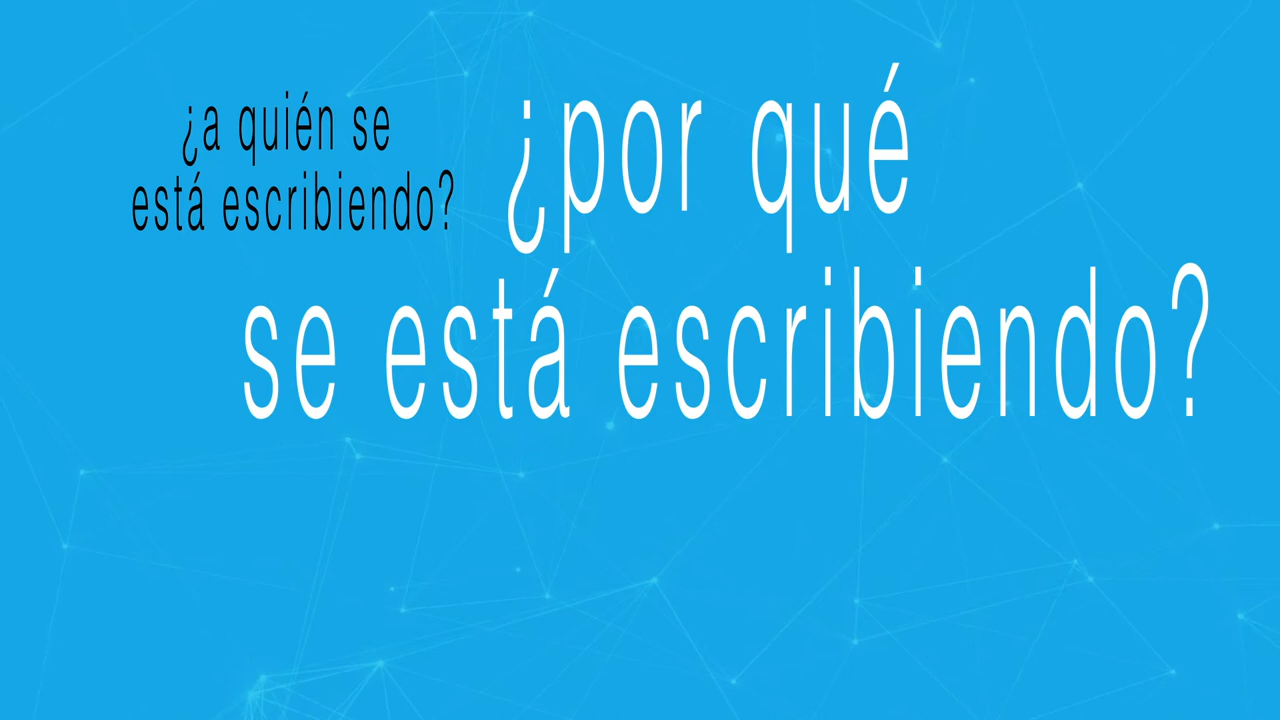 ¿a quién se
está escribiendo?
¿por qué
se está escribiendo?